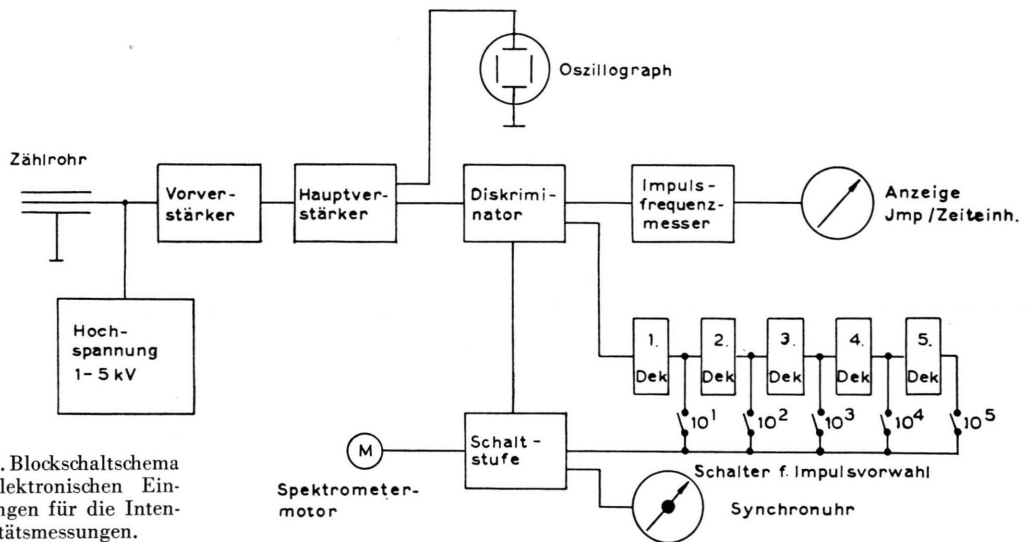 Oszillograph
Zählrohr
Vorver-
stärker
Hauptver-
stärker
Diskrimi-
nator
Impuls-
frequenz-
messer
Anzeige
Jmp/Zeiteinh.
Hoch-
spannung
1-5 kV
1.
Dek
2.
Dek
3.
Dek
4.
Dek
5.
Dek
10¹
10²
10³
10⁴
10⁵
Schalter f. Impulsvorwahl
M
Schalt-
stufe
Spektrometer-
motor
Synchronuhr
. Blockschaltschema
lektronischen Ein-
ngen für die Inten-
tätsmessungen.